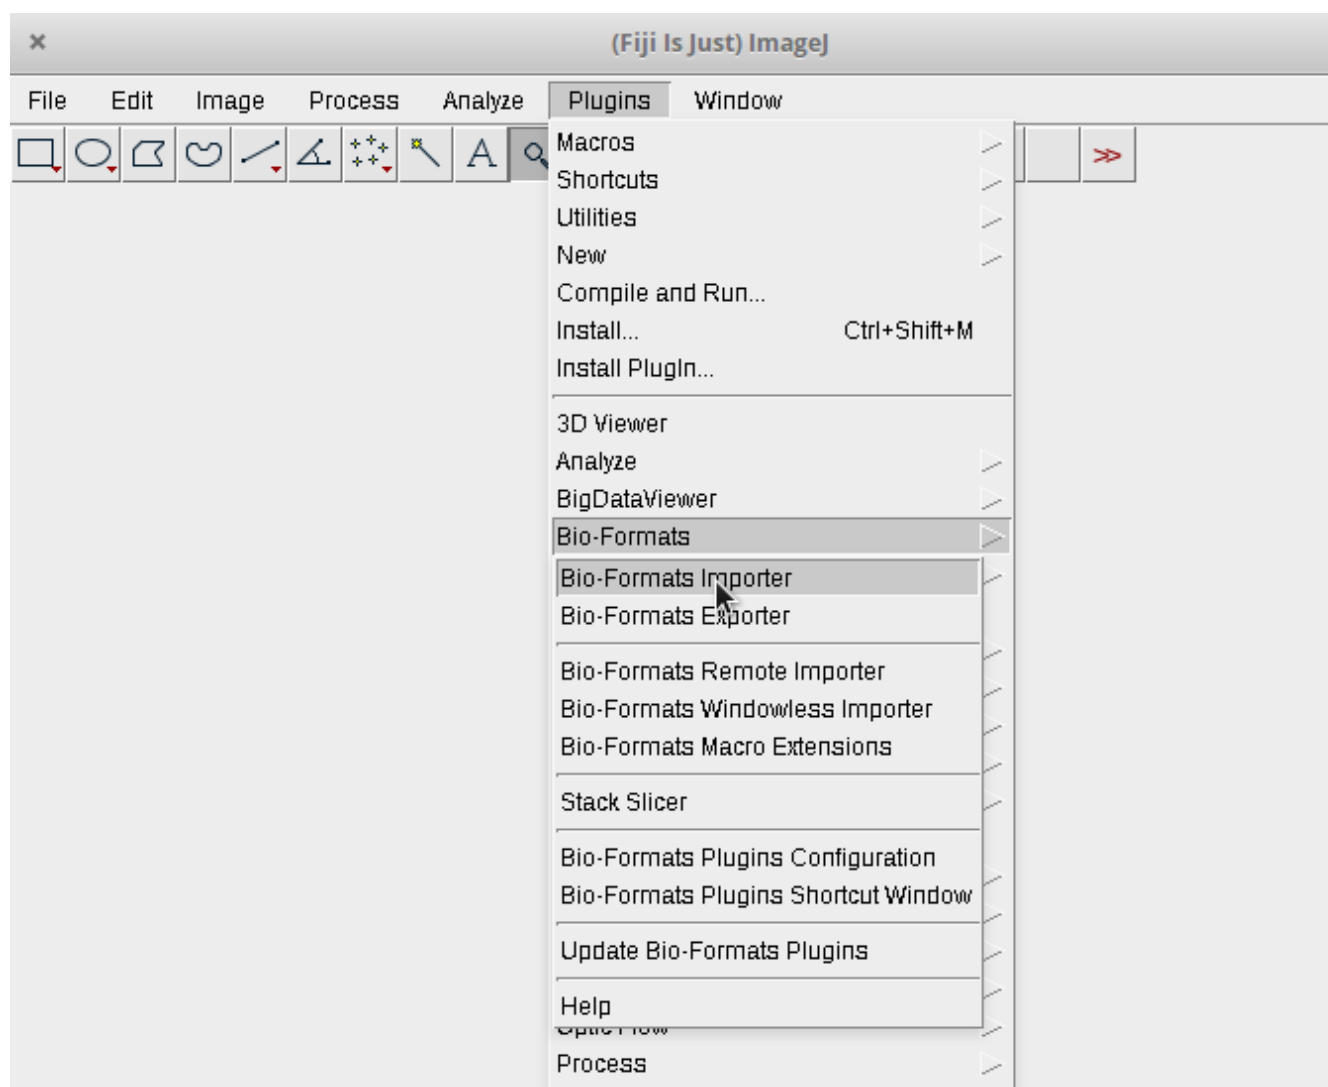 (Fiji Is Just) ImageJ
File Edit Image Process Analyze Plugins Window
A
Macros
Shortcuts
Utilities
New
Compile and Run...
Install... Ctrl+Shift+M
Install PlugIn...
3D Viewer
Analyze
BigDataViewer
Bio-Formats
Bio-Formats Importer
Bio-Formats Exporter
Bio-Formats Remote Importer
Bio-Formats Windowless Importer
Bio-Formats Macro Extensions
Stack Slicer
Bio-Formats Plugins Configuration
Bio-Formats Plugins Shortcut Window
Update Bio-Formats Plugins
Help
Optic Flow
Process